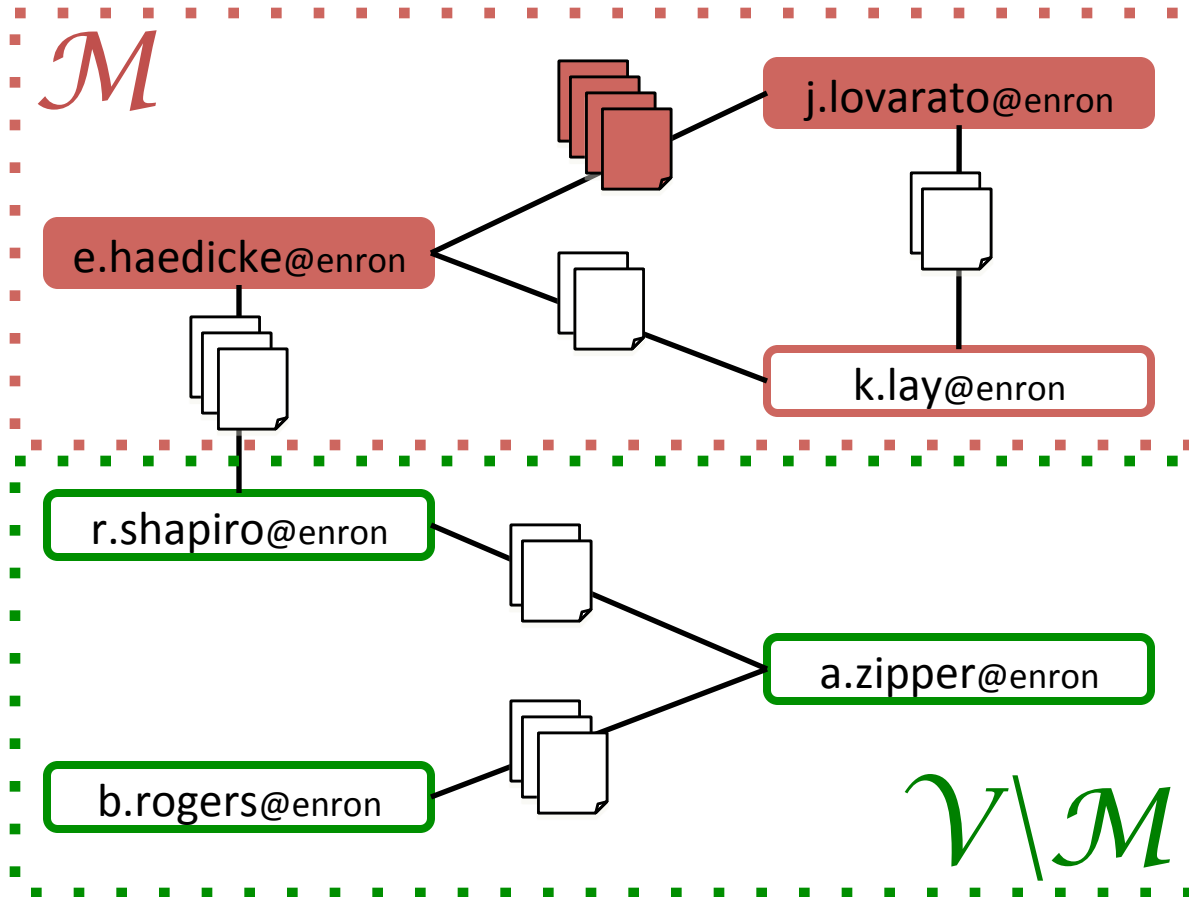 ℳ
j.lovarato@enron
e.haedicke@enron
k.lay@enron
r.shapiro@enron
a.zipper@enron
b.rogers@enron
𝒱\ℳ